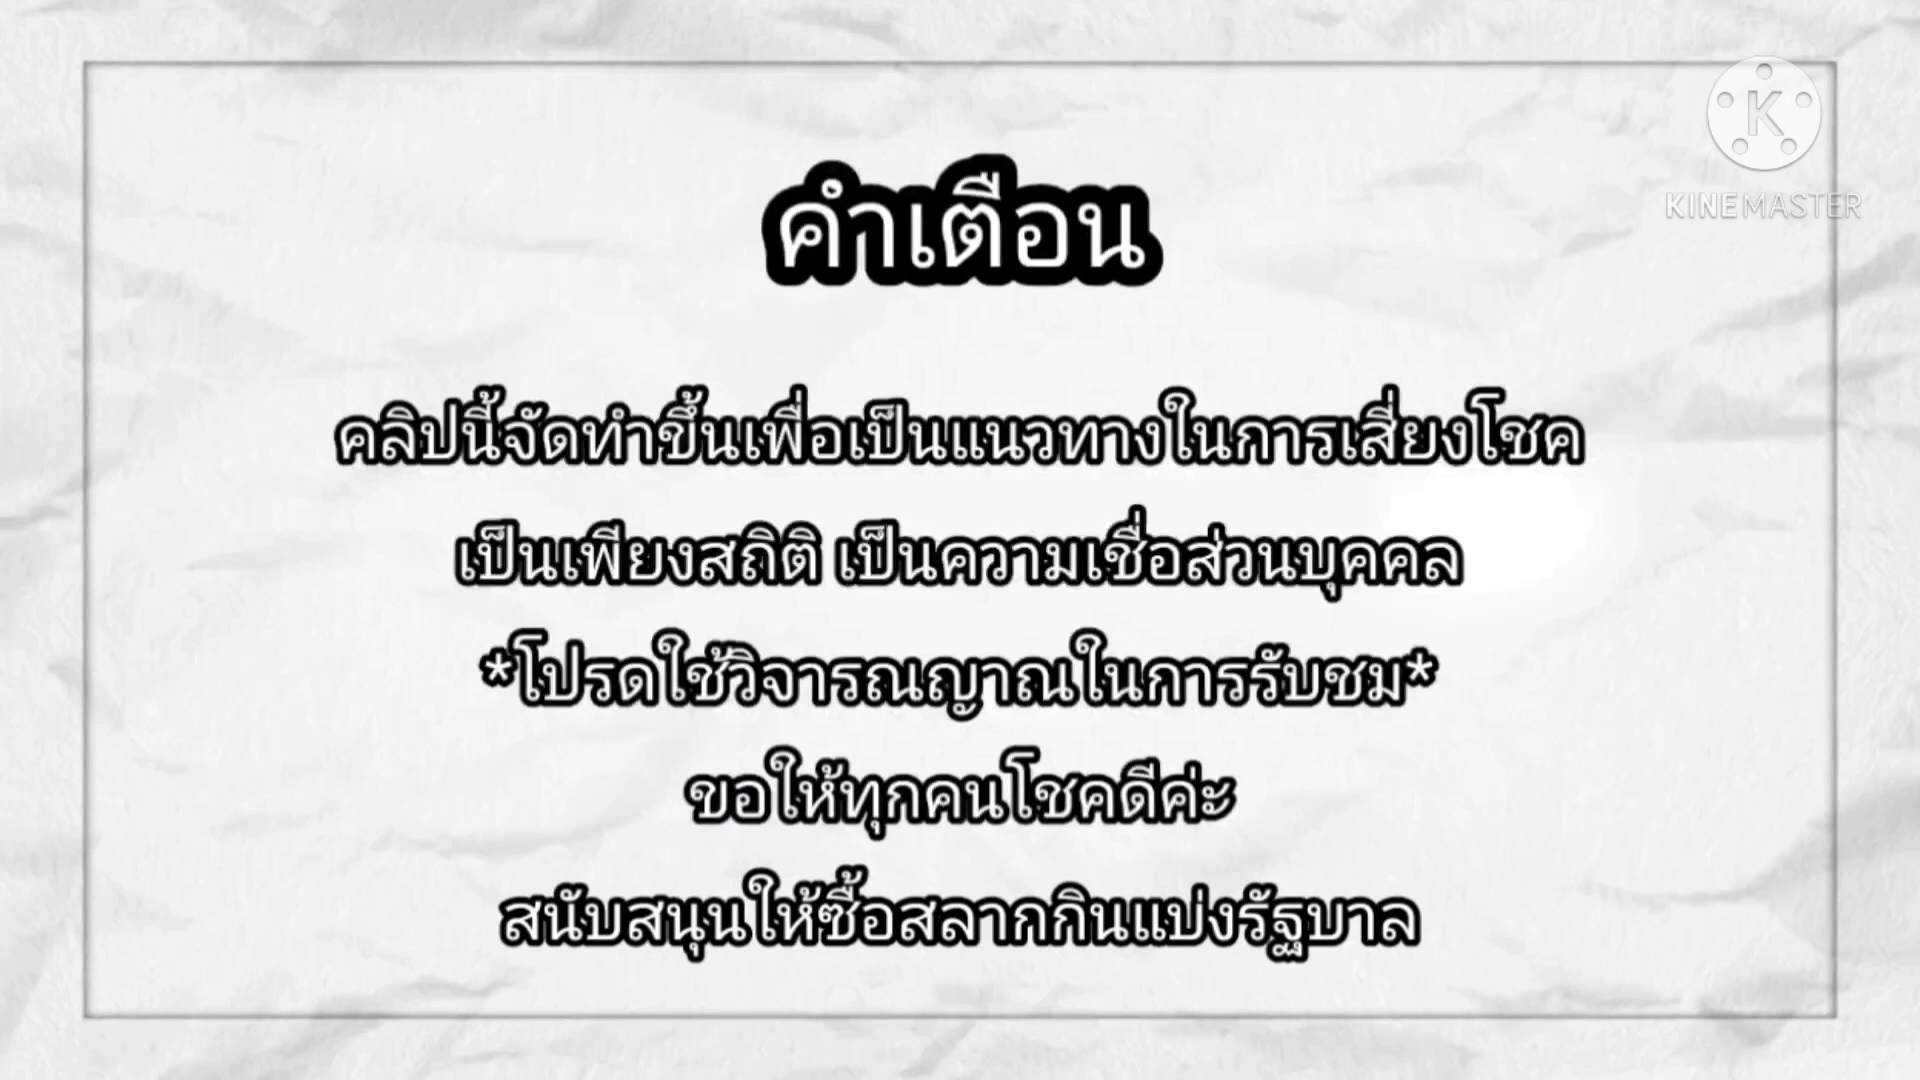 KINEMASTER
คำเตือน
คลิปนี้จัดทำขึ้นเพื่อเป็นแนวทางในการเสี่ยงโชค
เป็นเพียงสถิติ เป็นความเชื่อส่วนบุคคล
*โปรดใช้วิจารณญาณในการรับชม*
ขอให้ทุกคนโชคดีค่ะ
สนับสนุนให้ซื้อสลากกินแบ่งรัฐบาล